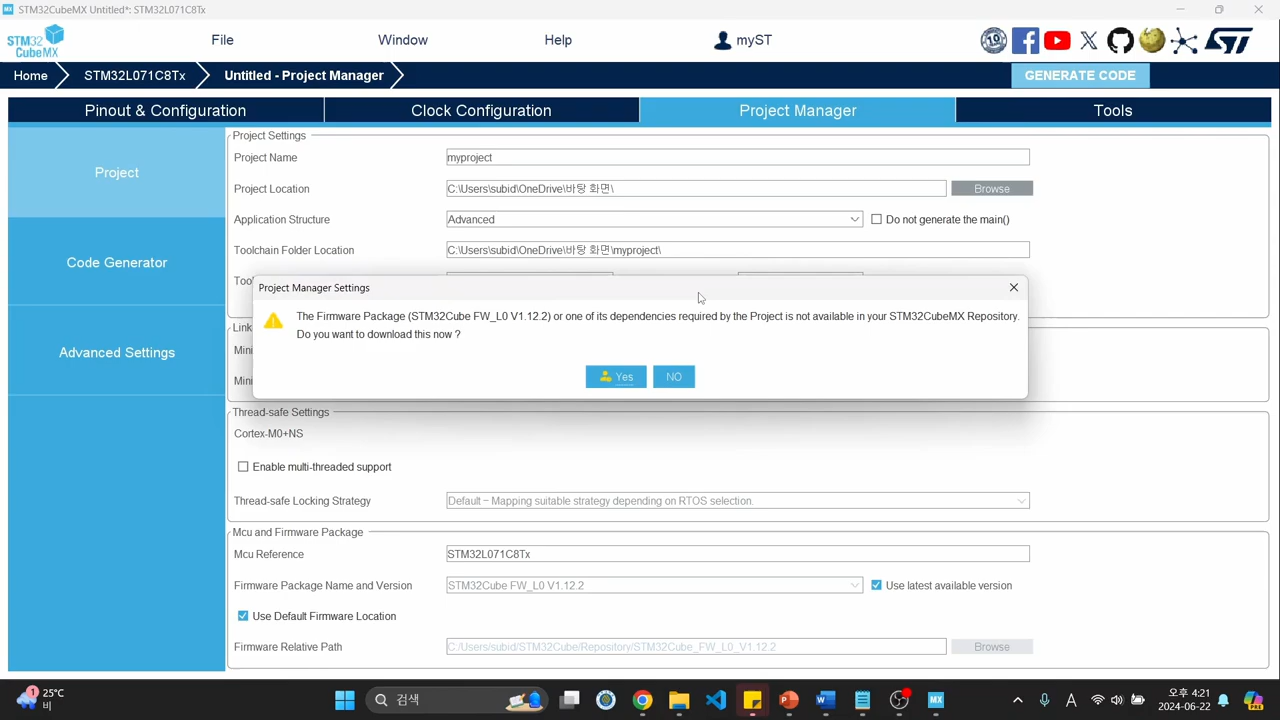 STM32CubeMX Untitled*: STM32L071C8Tx
STM32
CubeMX
File
Window
Help
myST
Home
STM32L071C8Tx
Untitled - Project Manager
GENERATE CODE
Pinout & Configuration
Clock Configuration
Project Manager
Tools
Project
Code Generator
Advanced Settings
Project Settings
Project Name
myproject
Project Location
C:\Users\subid\OneDrive\바탕 화면\
Browse
Application Structure
Advanced
Do not generate the main()
Toolchain Folder Location
C:\Users\subid\OneDrive\바탕 화면\myproject\
Project Manager Settings
The Firmware Package (STM32Cube FW_L0 V1.12.2) or one of its dependencies required by the Project is not available in your STM32CubeMX Repository.
Do you want to download this now ?
Yes
NO
Thread-safe Settings
Cortex-M0+NS
Enable multi-threaded support
Thread-safe Locking Strategy
Default − Mapping suitable strategy depending on RTOS selection.
Mcu and Firmware Package
Mcu Reference
STM32L071C8Tx
Firmware Package Name and Version
STM32Cube FW_L0 V1.12.2
Use latest available version
Use Default Firmware Location
Firmware Relative Path
C:/Users/subid/STM32Cube/Repository/STM32Cube_FW_L0_V1.12.2
Browse
1
25°C
비
검색
A
오후 4:21
2024-06-22